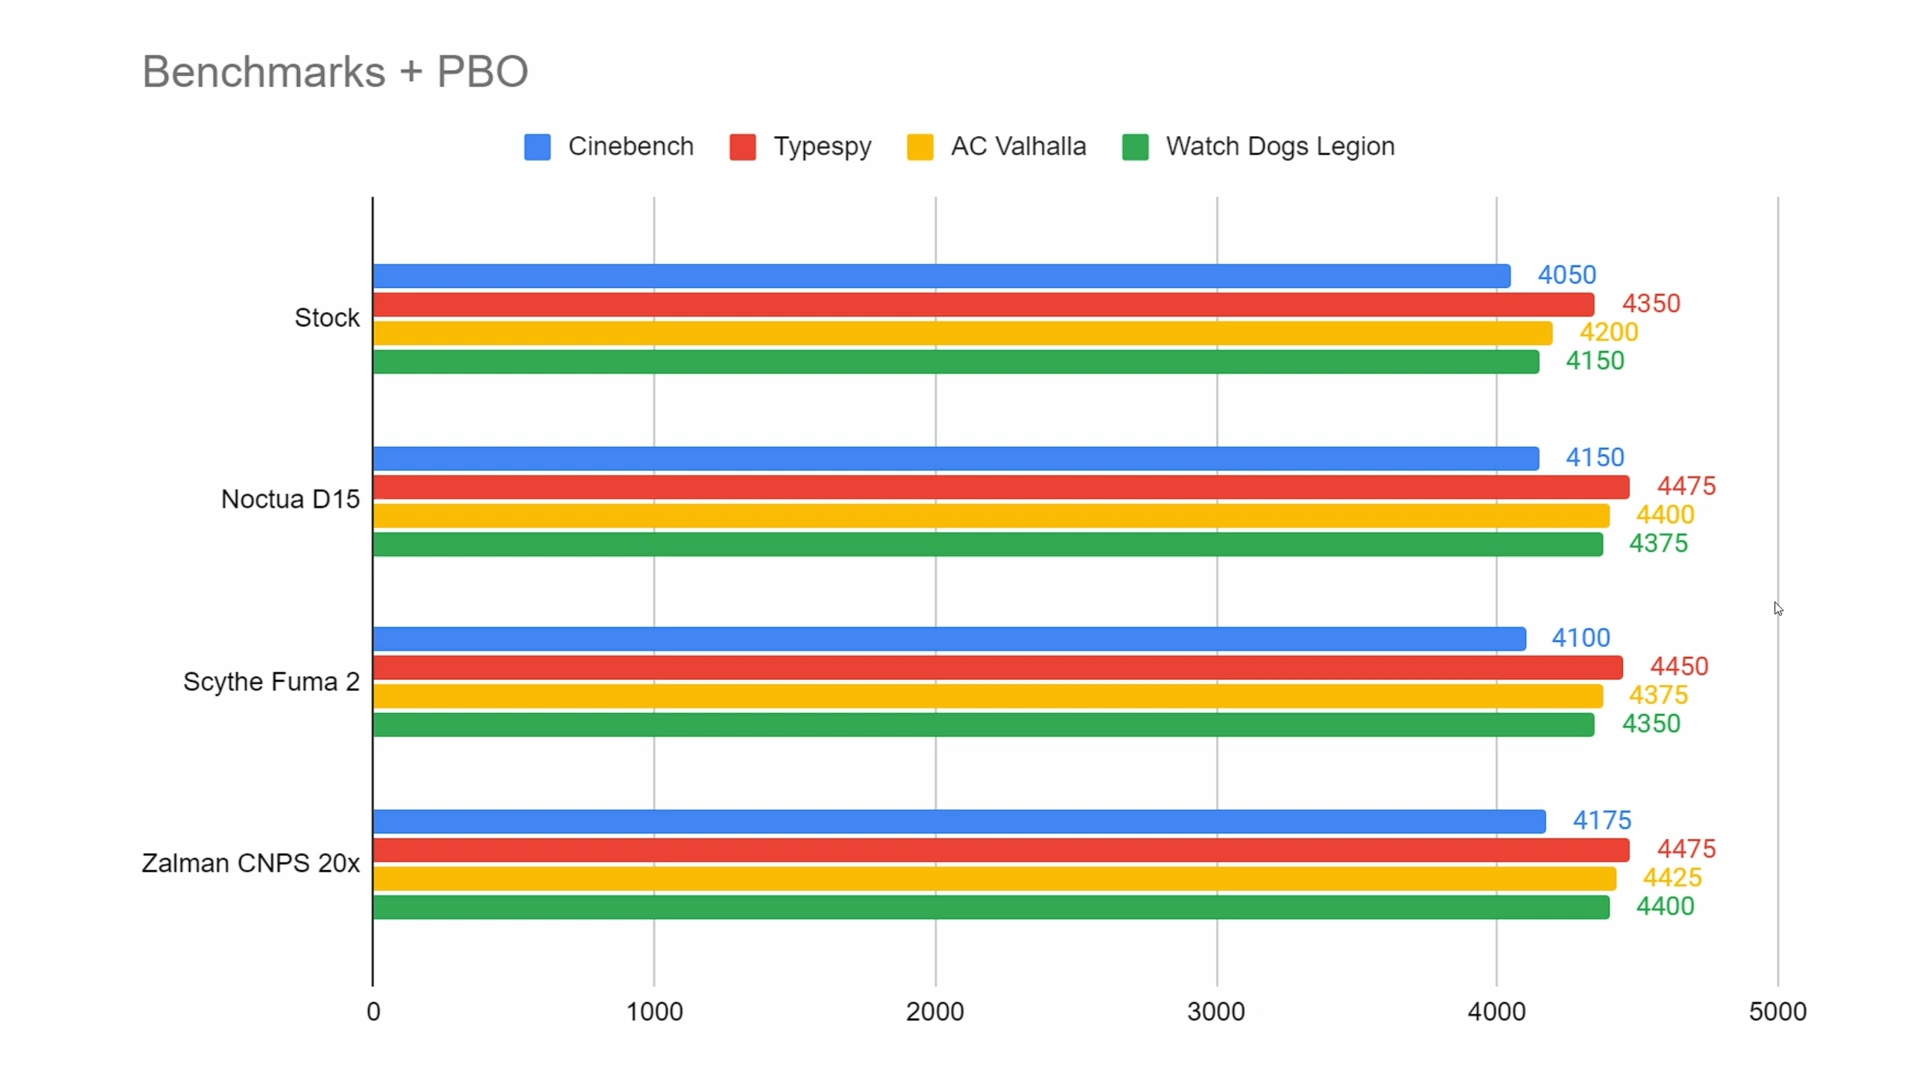 Benchmarks + PBO
Cinebench Typespy AC Valhalla Watch Dogs Legion
Stock
4050
4350
4200
4150
Noctua D15
4150
4475
4400
4375
Scythe Fuma 2
4100
4450
4375
4350
Zalman CNPS 20x
4175
4475
4425
4400
0 1000 2000 3000 4000 5000